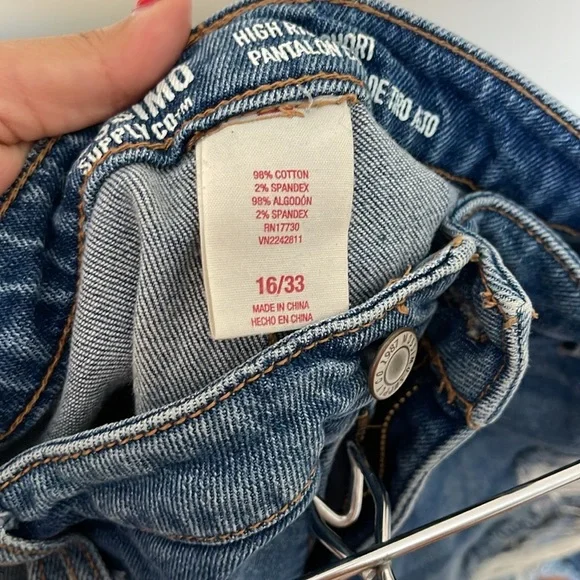 HIGH RI
PANTALON
DE TIRO ALTO
SUPPLY CO.™
98% COTTON
2% SPANDEX
98% ALGODÓN
2% SPANDEX
RN17730
VN2242811
16/33
MADE IN CHINA
HECHO EN CHINA